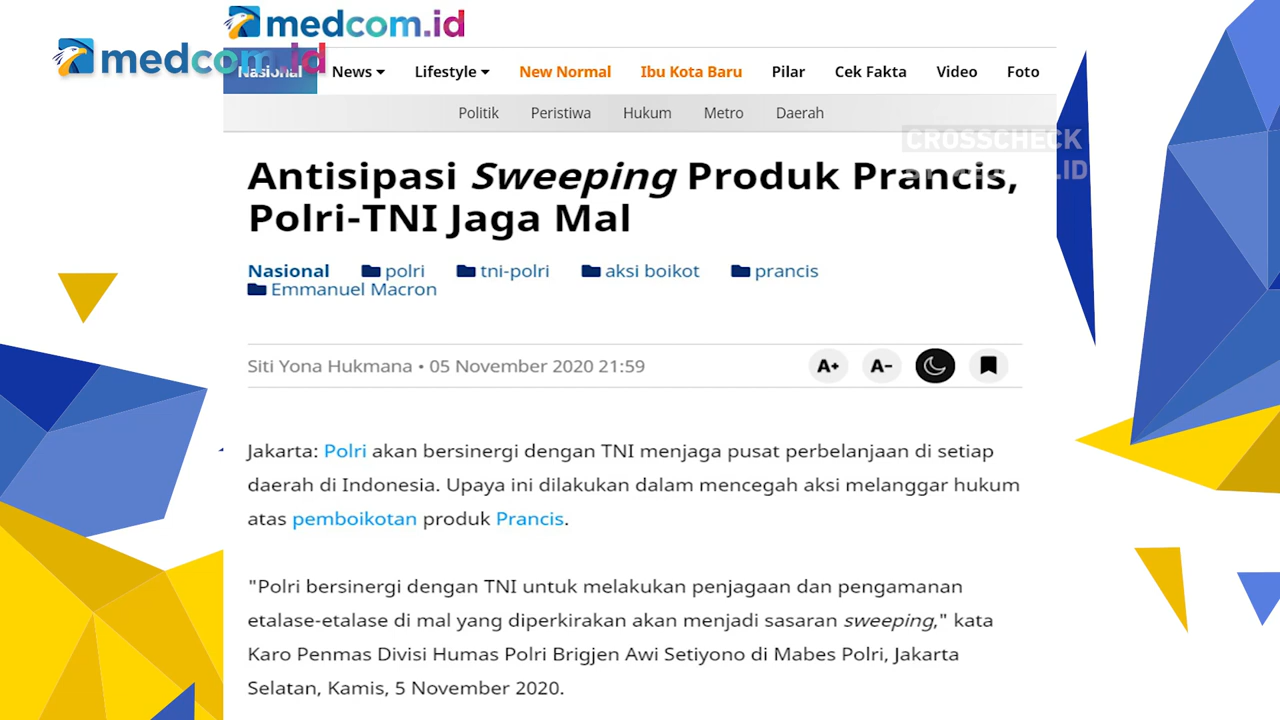 medcom.id
medcom.id
Nasional News Lifestyle New Normal Ibu Kota Baru Pilar Cek Fakta Video Foto
Politik Peristiwa Hukum Metro Daerah
CROSSCHECK
.ID
Antisipasi Sweeping Produk Prancis,
Polri-TNI Jaga Mal
Nasional polri tni-polri aksi boikot prancis
Emmanuel Macron
Siti Yona Hukmana • 05 November 2020 21:59 A+ A-
Jakarta: Polri akan bersinergi dengan TNI menjaga pusat perbelanjaan di setiap
daerah di Indonesia. Upaya ini dilakukan dalam mencegah aksi melanggar hukum
atas pemboikotan produk Prancis.
"Polri bersinergi dengan TNI untuk melakukan penjagaan dan pengamanan
etalase-etalase di mal yang diperkirakan akan menjadi sasaran sweeping," kata
Karo Penmas Divisi Humas Polri Brigjen Awi Setiyono di Mabes Polri, Jakarta
Selatan, Kamis, 5 November 2020.